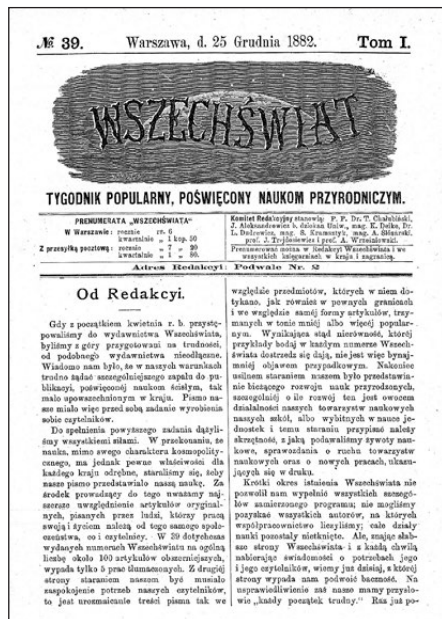 № 39.
Warszawa, d. 25 Grudnia 1882.
Tom I.
WSZECHŚWIAT
TYGODNIK POPULARNY, POŚWIĘCONY NAUKOM PRZYRODNICZYM.
PRENUMERATA „WSZECHŚWIATA"
W Warszawie: rocznie rs. 6
kwartalnie „ 1 kop. 50
Z przesyłką pocztową: rocznie „ 7 „ 20
kwartalnie „ 1 „ 80.
Komitet Redakcyjny stanowią: P. P. Dr. T. Chałubiński,
J. Aleksandrowicz b. dziekan Uniw., mag. K. Deike, Dr.
L. Dudrewicz, mag. S. Kramsztyk, mag. A. Ślósarski,
prof. J. Trejdosiewicz i prof. A. Wrześniowski.
Prenumerować można w Redakcyi Wszechświata i we
wszystkich księgarniach w kraju i zagranicą.
Adres Redakcyi: Podwale Nr. 2
Od Redakcyi.
Gdy z początkiem kwietnia r. b. przystę-
powaliśmy do wydawnictwa Wszechświata,
byliśmy z góry przygotowani na trudności,
od podobnego wydawnictwa nieodłączne.
Wiadomo nam było, że w naszych warunkach
trudno żądać szczególniejszego zapału do pu-
blikacyi, poświęconej naukom ścisłym, tak
mało upowszechnionym w kraju. Pismo na-
sze miało więc przed sobą zadanie wyrobienia
sobie czytelników.
Do spełnienia powyższego zadania dążyli-
śmy wszystkiemi siłami. W przekonaniu, że
nauka, mimo swego charakteru kosmopolity-
cznego, ma jednak pewne właściwości dla
każdego kraju odrębne, staraliśmy się, żeby
nasze pismo przedstawiało naszą naukę. Za
środek prowadzący do tego uważamy naj-
szersze uwzględnienie artykułów oryginal-
nych, pisanych przez ludzi, którzy pracą
swoją i życiem należą od tego samego społe-
czeństwa, co i czytelnicy. W 39 dotychczas
wydanych numerach Wszechświata na ogólną
liczbę około 100 artykułów obszerniejszych,
wypada tylko 5 prac tłumaczonych. Z drugiej
strony staraniem naszem być musiało
zaspokojenie potrzeb naszych czytelników,
to jest urozmaicenie treści pisma tak we
względzie przedmiotów, których w niem do-
tykano, jak również w pewnych granicach
i we względzie samej formy artykułów, trzy-
manych w tonie mniej albo więcej popular-
nym. Wynikająca stąd nierówność, której
przykłady bodaj w każdym numerze Wszech-
świata dostrzedz się dają, nie jest więc bynaj-
mniej objawem przypadkowym. Nakoniec
usilnem staraniem naszem było przedstawia-
nie bieżącego rozwoju nauk przyrodzonych,
szczególniej o ile rozwój ten jest owocem
działalności naszych towarzystw naukowych
naszych szkół, albo wybitnych w nauce je-
dnostek i temu staraniu przypisać należy
skrzętność, z jaką podawaliśmy żywoty nau-
kowe, sprawozdania o ruchu towarzystw
naukowych oraz o nowych pracach, ukazu-
jących się w druku.
Krótki okres istnienia Wszechświata nie
pozwolił nam wypełnić wszystkich szczegó-
łów zamierzonego programu; nie mogliśmy
pozyskać wszystkich autorów, na których
współpracownictwo liczyliśmy; całe działy
nauki pozostały nietknięte. Ale, znając słab-
sze strony Wszechświata i z każdą chwilą
nabierając świadomości o potrzebach jego
i jego czytelników, wiemy już dzisiaj, z której
strony wypada nam podwoić baczność. Na
usprawiedliwienie zaś nasze mamy przysło-
wie „każdy początek trudny." Raz już po-